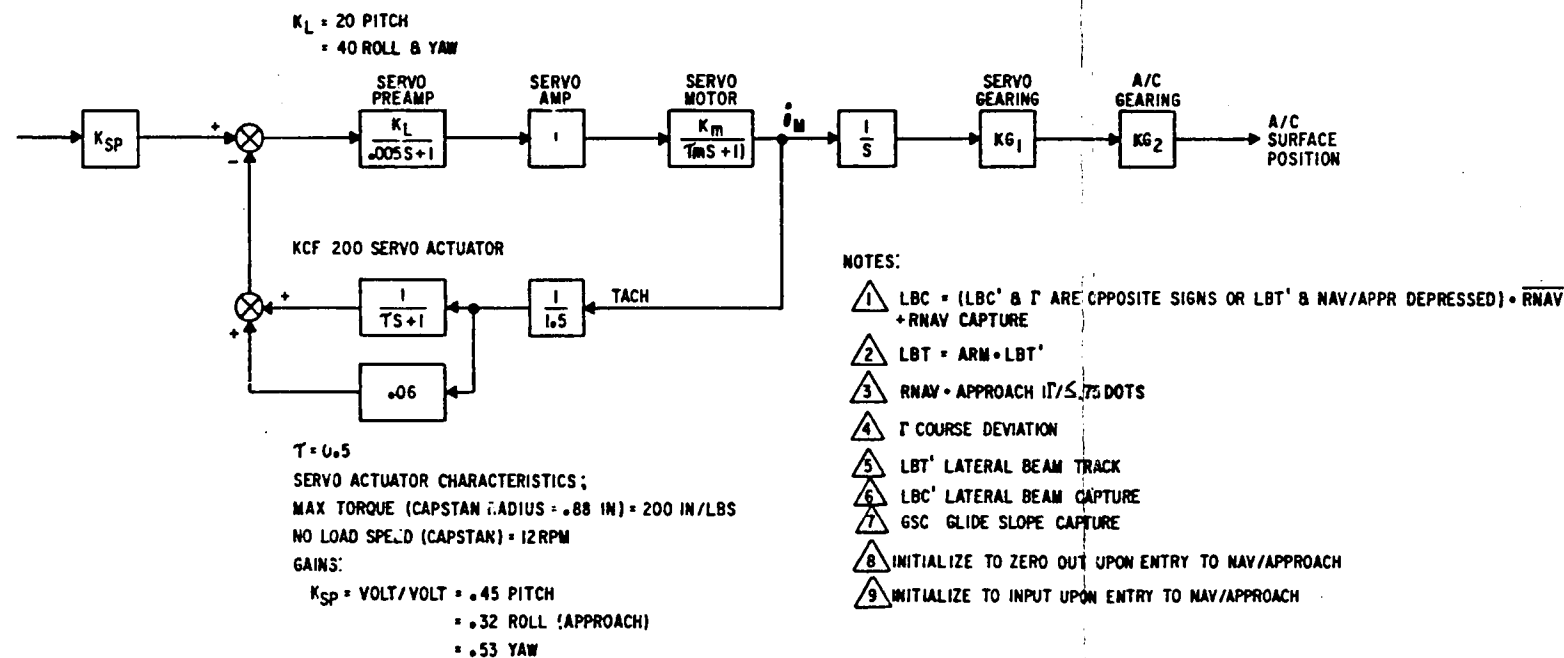 K_L = 20 PITCH
= 40 ROLL & YAW
K_SP
+
-
SERVO PREAMP
K_L
.005S+1
SERVO AMP
1
SERVO MOTOR
K_m
τmS+1)
θ̇_M
1
S
SERVO GEARING
KG_1
A/C GEARING
KG_2
A/C SURFACE POSITION
KCF 200 SERVO ACTUATOR
+
+
1
τS+1
1
1.5
TACH
.06
τ = 0.5
SERVO ACTUATOR CHARACTERISTICS;
MAX TORQUE (CAPSTAN RADIUS = .88 IN) = 200 IN/LBS
NO LOAD SPEED (CAPSTAN) = 12RPM
GAINS:
K_SP = VOLT/VOLT = .45 PITCH
= .32 ROLL (APPROACH)
= .53 YAW
NOTES:
1 LBC = (LBC' & Γ ARE OPPOSITE SIGNS OR LBT' & NAV/APPR DEPRESSED) • R̅N̅A̅V̅
+RNAV CAPTURE
2 LBT = ARM • LBT'
3 RNAV • APPROACH |Γ/≤.75 DOTS
4 Γ COURSE DEVIATION
5 LBT' LATERAL BEAM TRACK
6 LBC' LATERAL BEAM CAPTURE
7 GSC GLIDE SLOPE CAPTURE
8 INITIALIZE TO ZERO OUT UPON ENTRY TO NAV/APPROACH
9 INITIALIZE TO INPUT UPON ENTRY TO NAV/APPROACH